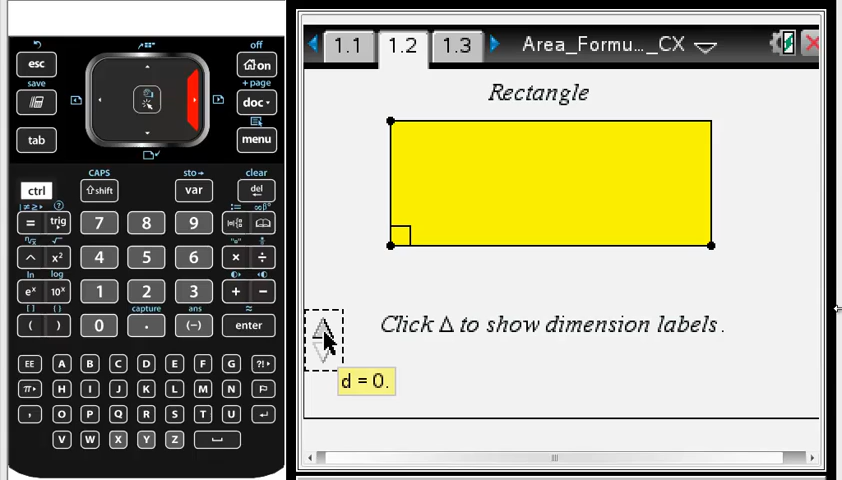 1.1 1.2 1.3 Area_Formu..._CX
Rectangle
Click Δ to show dimension labels.
d = 0.
off
esc
on
save
+ page
doc
tab
menu
CAPS
sto→
clear
ctrl
shift
var
del
= trig 7 8 9
^ x² 4 5 6 × ÷
ln log
eˣ 10ˣ 1 2 3 + −
[ ] { } capture ans
( ) 0 . (−) enter
EE A B C D E F G ?!
π H I J K L M N
, O P Q R S T U
V W X Y Z